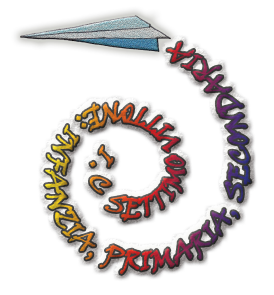 I. C SETTIMO VITTONE:
INFANZIA, PRIMARIA, SECONDARIA